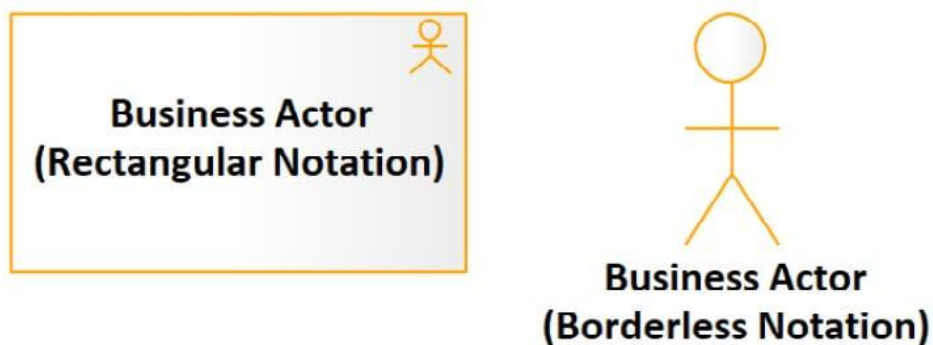 Business Actor
(Rectangular Notation)
Business Actor
(Borderless Notation)